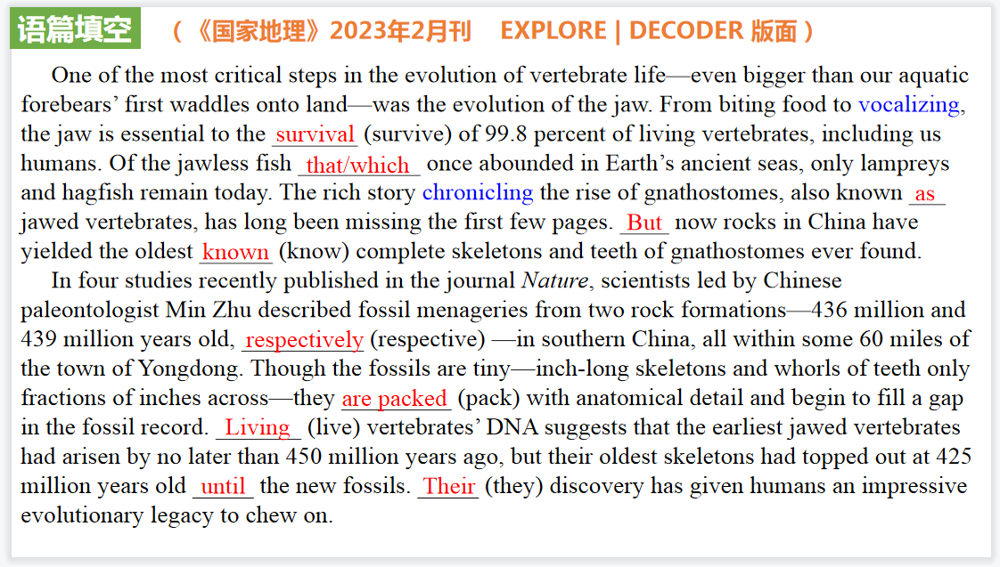 语篇填空 （《国家地理》2023年2月刊 EXPLORE | DECODER 版面）
One of the most critical steps in the evolution of vertebrate life—even bigger than our aquatic
forebears’ first waddles onto land—was the evolution of the jaw. From biting food to vocalizing,
the jaw is essential to the survival (survive) of 99.8 percent of living vertebrates, including us
humans. Of the jawless fish that/which once abounded in Earth’s ancient seas, only lampreys
and hagfish remain today. The rich story chronicling the rise of gnathostomes, also known as
jawed vertebrates, has long been missing the first few pages. But now rocks in China have
yielded the oldest known (know) complete skeletons and teeth of gnathostomes ever found.
In four studies recently published in the journal Nature, scientists led by Chinese
paleontologist Min Zhu described fossil menageries from two rock formations—436 million and
439 million years old, respectively (respective) —in southern China, all within some 60 miles of
the town of Yongdong. Though the fossils are tiny—inch-long skeletons and whorls of teeth only
fractions of inches across—they are packed (pack) with anatomical detail and begin to fill a gap
in the fossil record. Living (live) vertebrates’ DNA suggests that the earliest jawed vertebrates
had arisen by no later than 450 million years ago, but their oldest skeletons had topped out at 425
million years old until the new fossils. Their (they) discovery has given humans an impressive
evolutionary legacy to chew on.